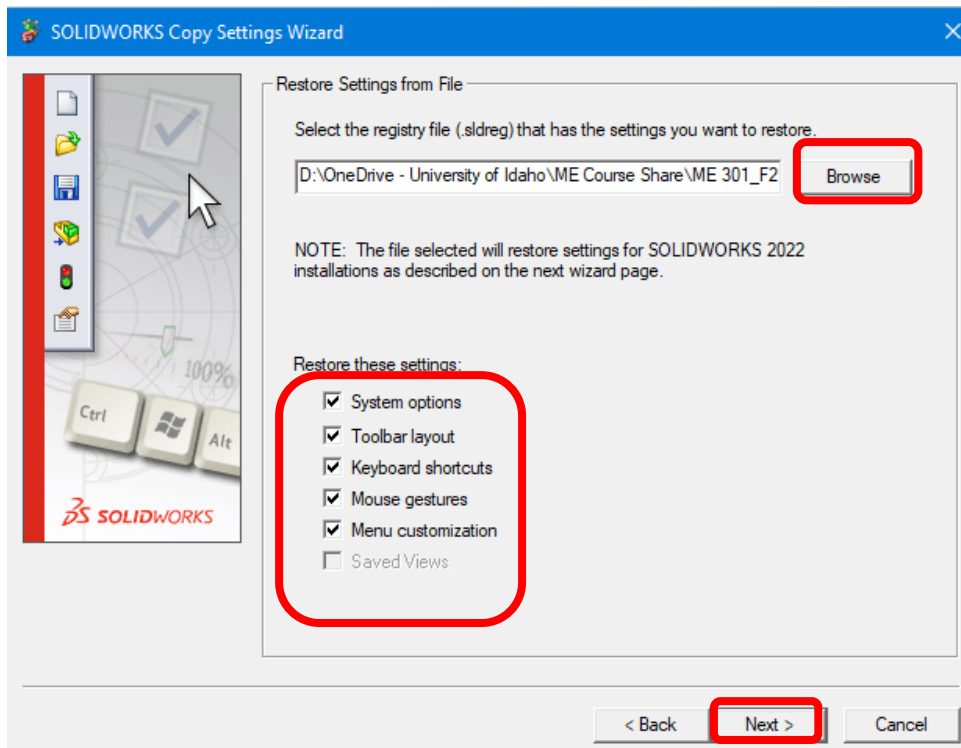 SOLIDWORKS Copy Settings Wizard
Restore Settings from File
Select the registry file (.sldreg) that has the settings you want to restore.
D:\OneDrive - University of Idaho\ME Course Share\ME 301_F2
Browse
NOTE: The file selected will restore settings for SOLIDWORKS 2022
installations as described on the next wizard page.
Restore these settings:
System options
Toolbar layout
Keyboard shortcuts
Mouse gestures
Menu customization
Saved Views
100%
Ctrl
Alt
SOLIDWORKS
< Back
Next >
Cancel